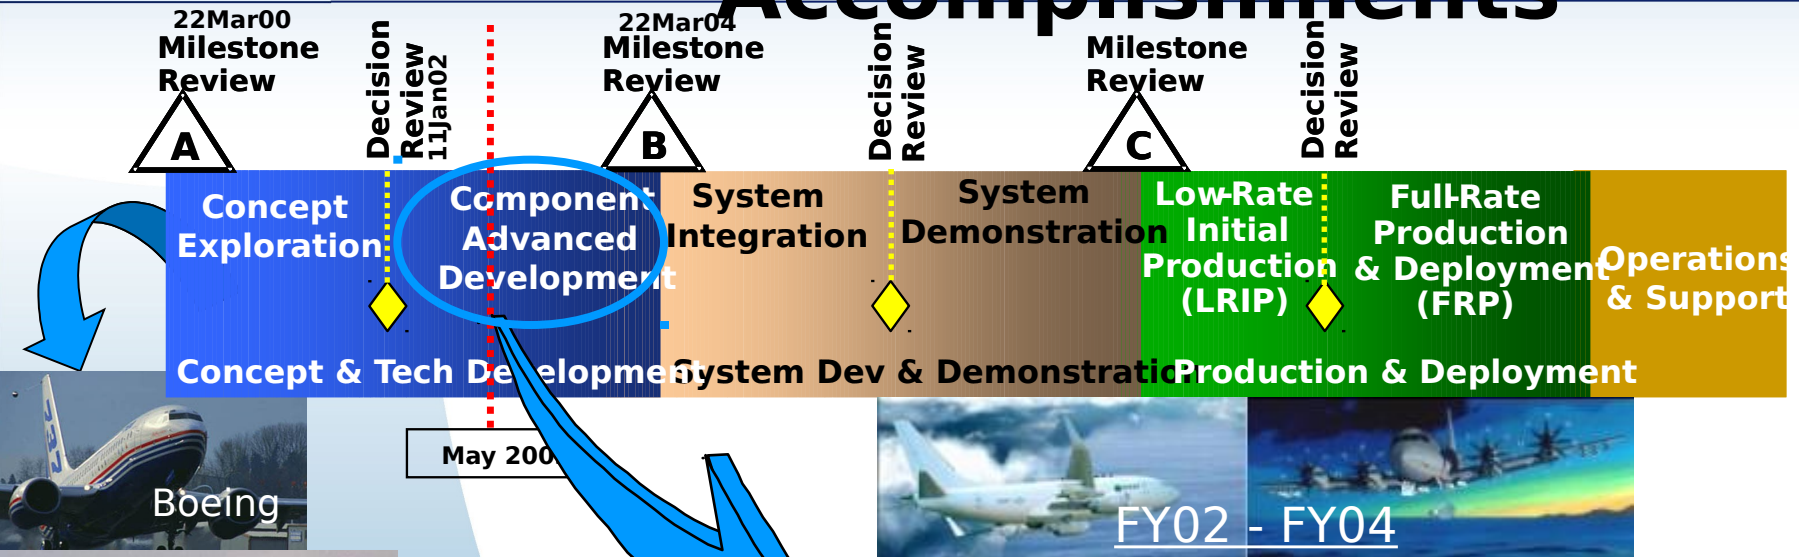 Accomplishments
22Mar00
Milestone
Review
A
Decision
Review
11Jan02
22Mar04
Milestone
Review
B
Decision
Review
Milestone
Review
C
Decision
Review
Concept
Exploration
Component
Advanced
Development
System
Integration
System
Demonstration
Low-Rate
Initial
Production
(LRIP)
Full-Rate
Production
& Deployment
(FRP)
Operations
& Support
Concept & Tech Development
System Dev & Demonstration
Production & Deployment
May 200
737
Boeing
FY02 - FY04